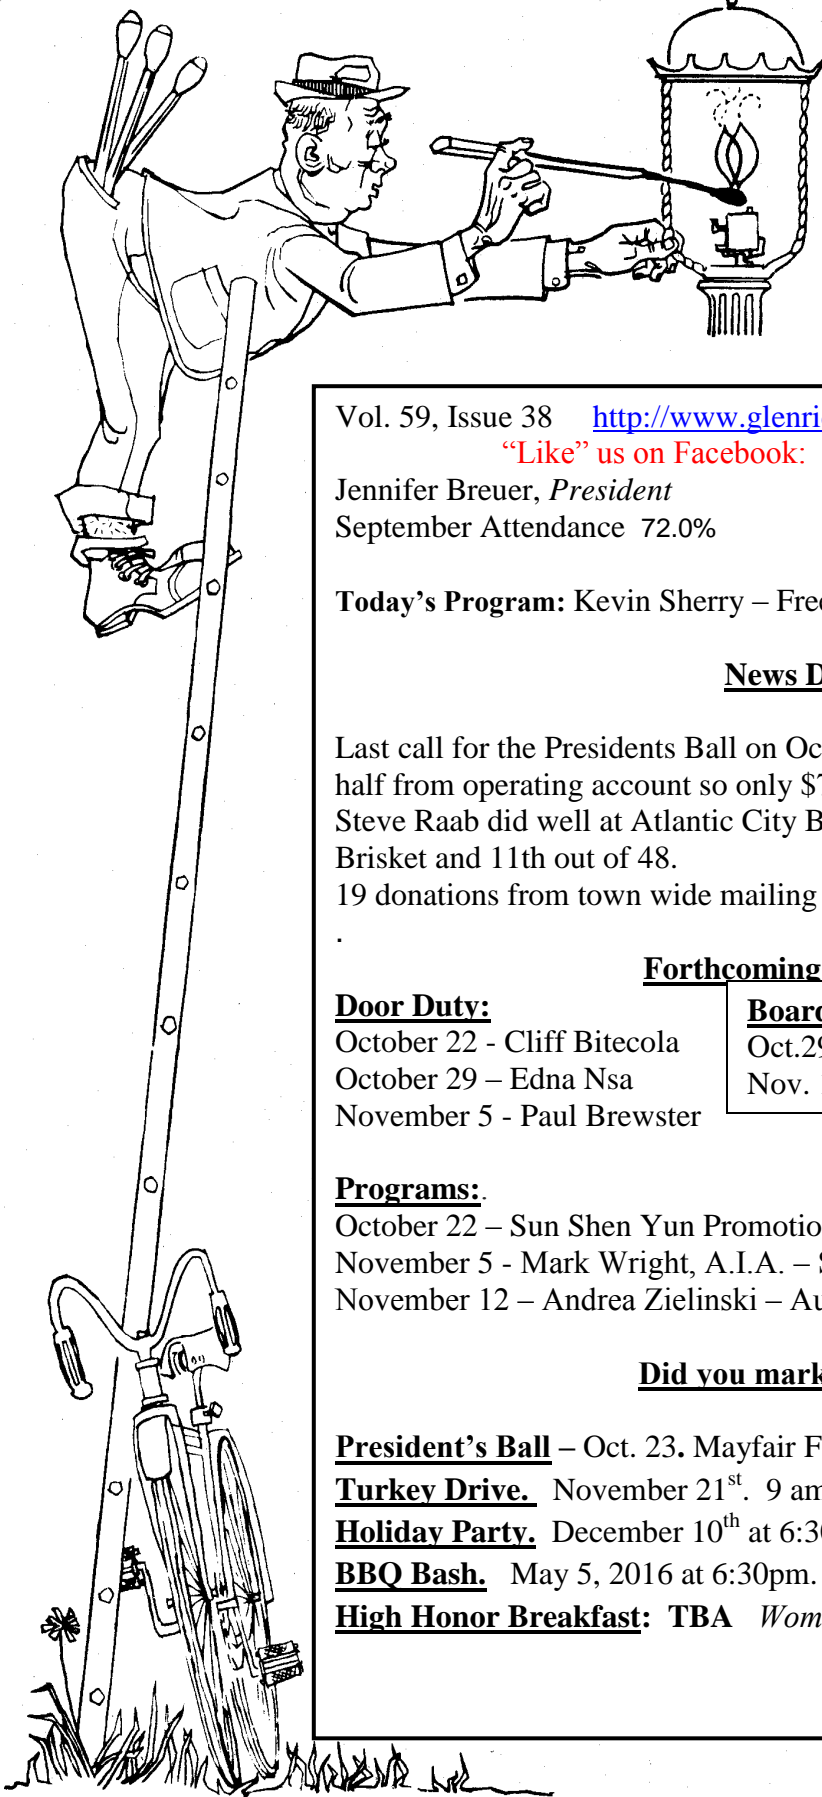 Vol. 59, Issue 38 http://www.glenri
“Like” us on Facebook:
Jennifer Breuer, President
September Attendance 72.0%
Today’s Program: Kevin Sherry – Fre
News D
Last call for the Presidents Ball on Oc
half from operating account so only $
Steve Raab did well at Atlantic City B
Brisket and 11th out of 48.
19 donations from town wide mailing
.
Forthcoming
Door Duty:
October 22 - Cliff Bitecola
October 29 – Edna Nsa
November 5 - Paul Brewster
Boar
Oct.29
Nov.
Programs:.
October 22 – Sun Shen Yun Promotio
November 5 - Mark Wright, A.I.A. – S
November 12 – Andrea Zielinski – Au
Did you mark
President’s Ball – Oct. 23. Mayfair F
Turkey Drive. November 21st. 9 am
Holiday Party. December 10th at 6:30
BBQ Bash. May 5, 2016 at 6:30pm.
High Honor Breakfast: TBA Wom